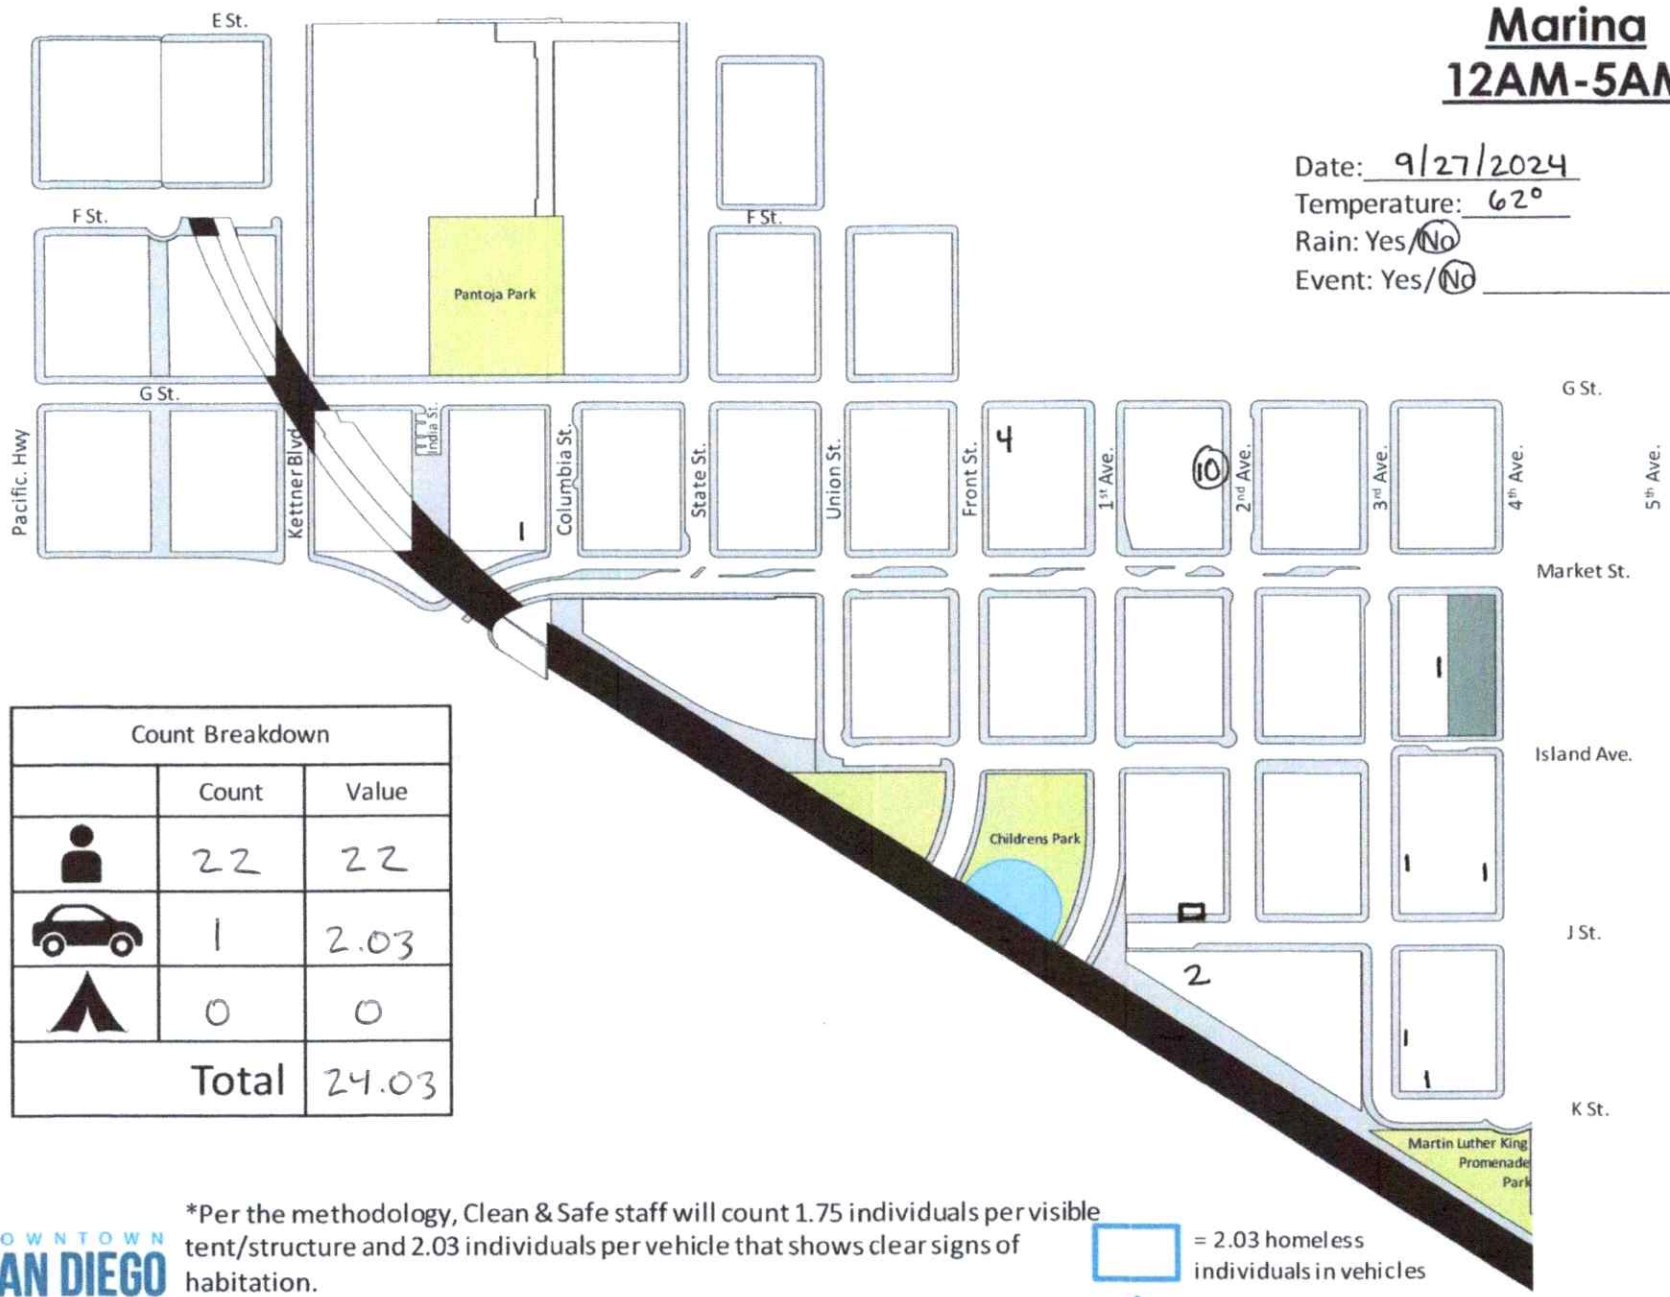 Marina
12AM-5AM
Date: 9/27/2024
Temperature: 62°
Rain: Yes/No
Event: Yes/No
E St.
F St.
F St.
Pantoja Park
G St.
G St.
Pacific. Hwy
Kettner Blvd
India St.
Columbia St.
State St.
Union St.
Front St.
1st Ave.
2nd Ave.
3rd Ave.
4th Ave.
5th Ave.
4
10
1
Market St.
1
Island Ave.
Childrens Park
1 1
J St.
2
1
1
K St.
Martin Luther King
Promenade
Park
Count Breakdown
Count Value
22 22
1 2.03
0 0
Total 24.03
*Per the methodology, Clean & Safe staff will count 1.75 individuals per visible
tent/structure and 2.03 individuals per vehicle that shows clear signs of
habitation.
OWNTOWN
AN DIEGO
= 2.03 homeless
individuals in vehicles